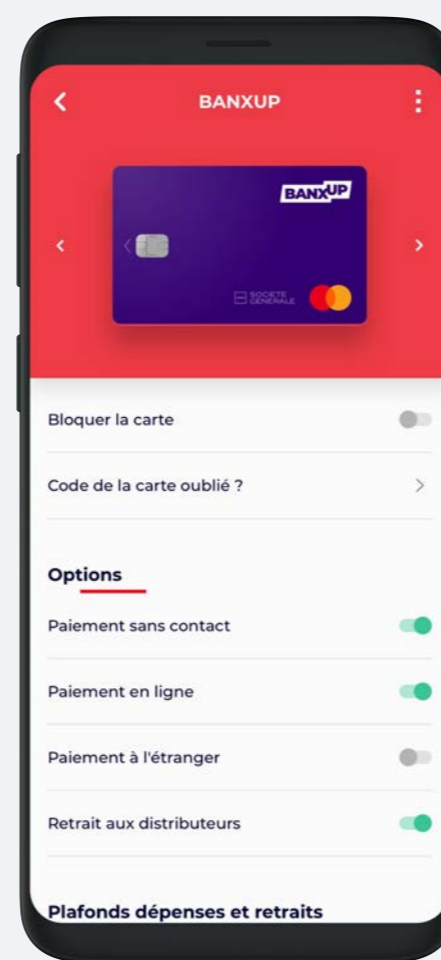 BANXUP
BANXUP
SOCIETE
GENERALE
Bloquer la carte
Code de la carte oublié ?
Options
Paiement sans contact
Paiement en ligne
Paiement à l'étranger
Retrait aux distributeurs
Plafonds dépenses et retraits